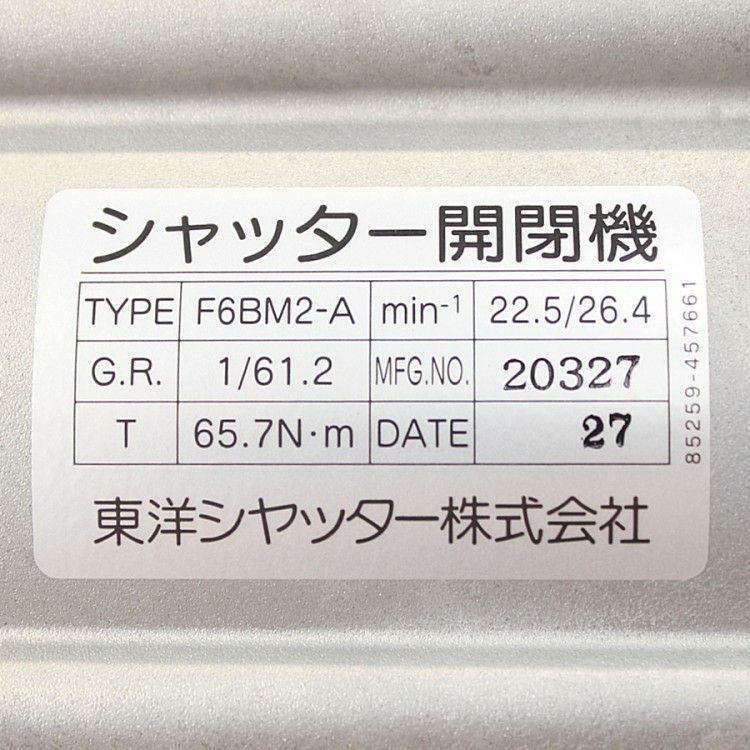 シャッター開閉機
TYPE F6BM2-A min-1 22.5/26.4
G.R. 1/61.2 MFG.NO. 20327
T 65.7N·m DATE 27
東洋シヤッター株式会社
85259-457661